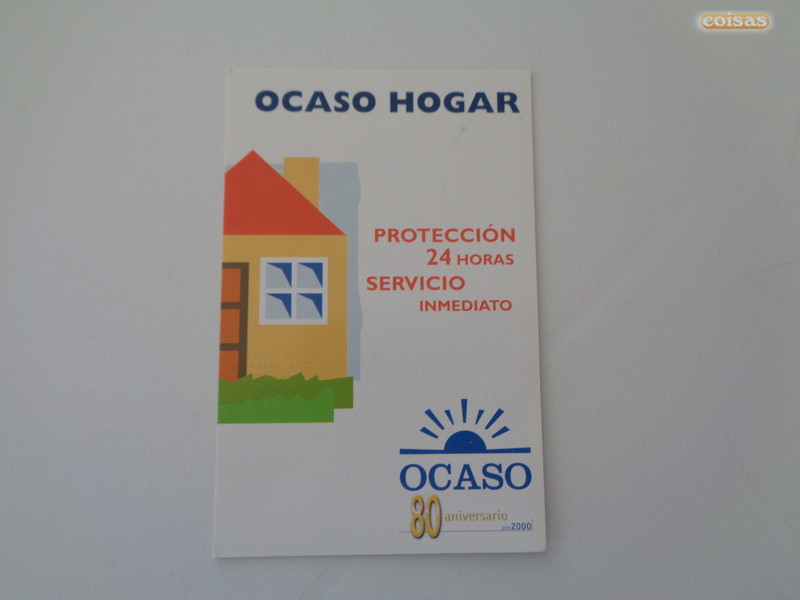 coisas
OCASO HOGAR
PROTECCIÓN
24 HORAS
SERVICIO
INMEDIATO
OCASO
80 aniversario
año 2000